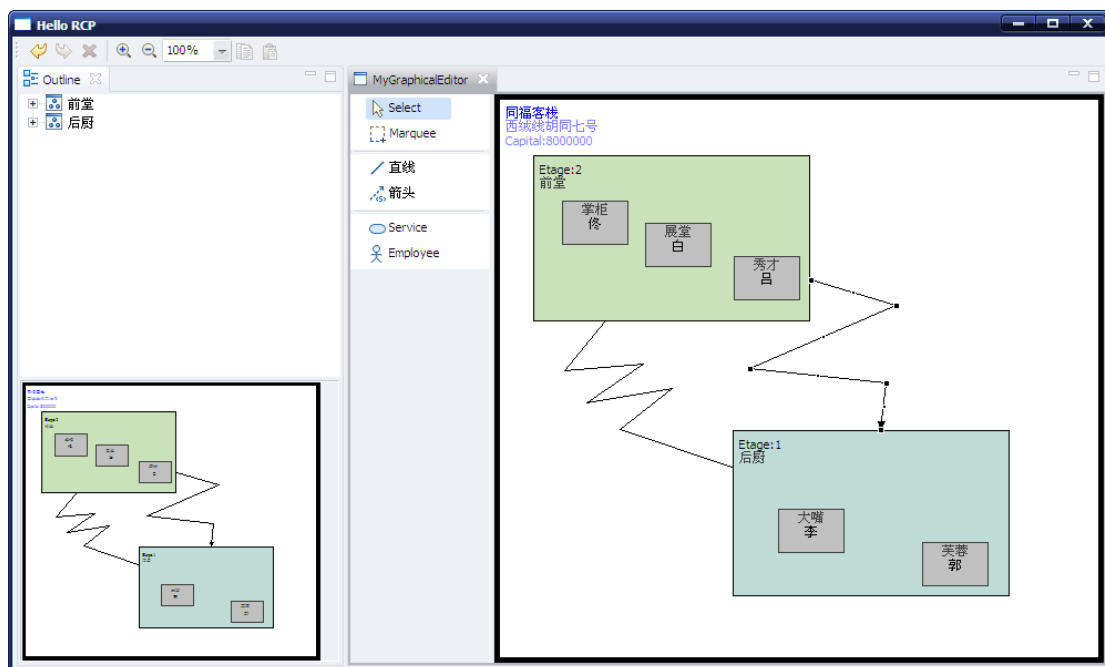 Hello RCP
100%
Outline
前堂
后厨
MyGraphicalEditor
Select
Marquee
直线
箭头
Service
Employee
同福客栈
西绒线胡同七号
Capital:8000000
Etage:2
前堂
掌柜
佟
展堂
白
秀才
吕
Etage:1
后厨
大嘴
李
芙蓉
郭